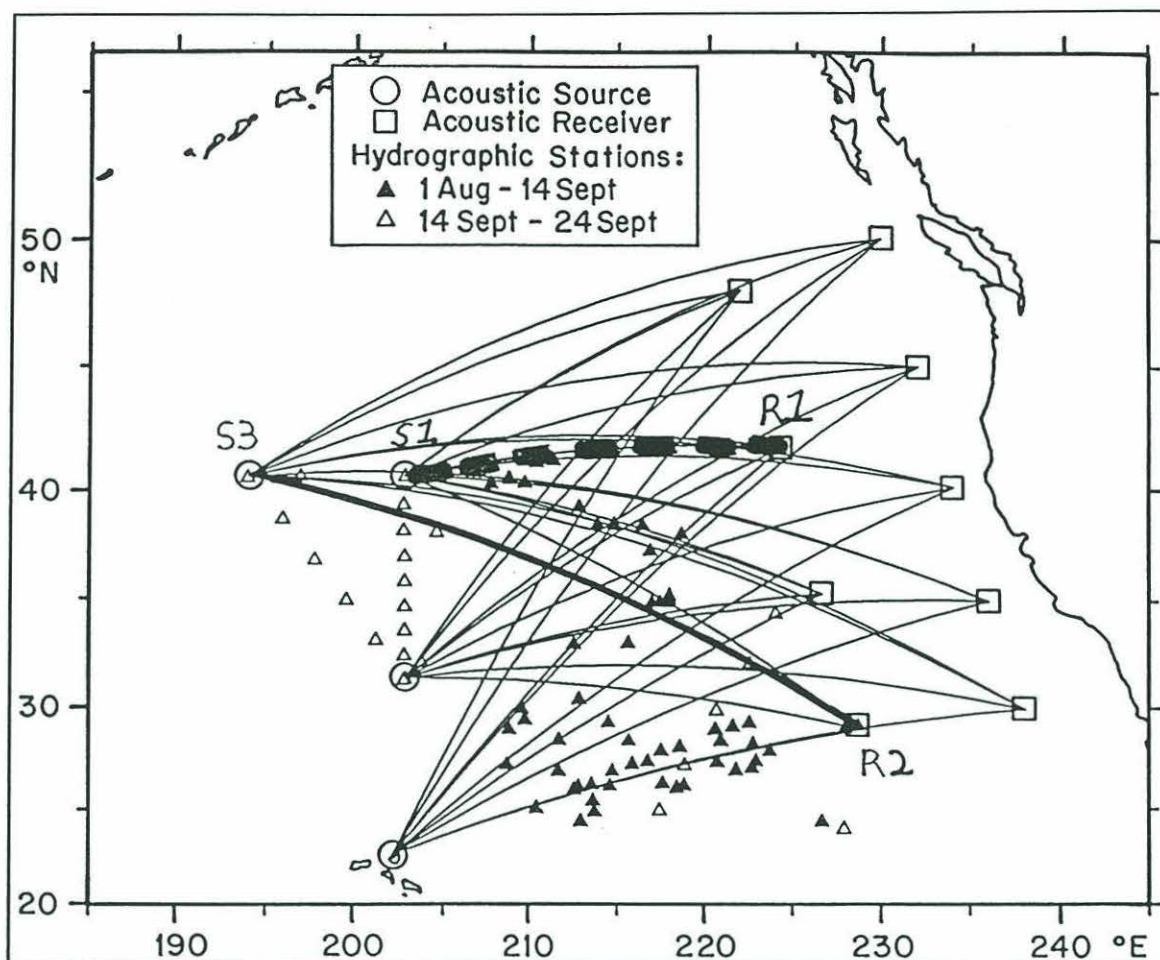 Acoustic Source
Acoustic Receiver
Hydrographic Stations:
1 Aug - 14 Sept
14 Sept - 24 Sept
50
°N
S3
S1
R1
40
30
R2
20
190
200
210
220
230
240 °E